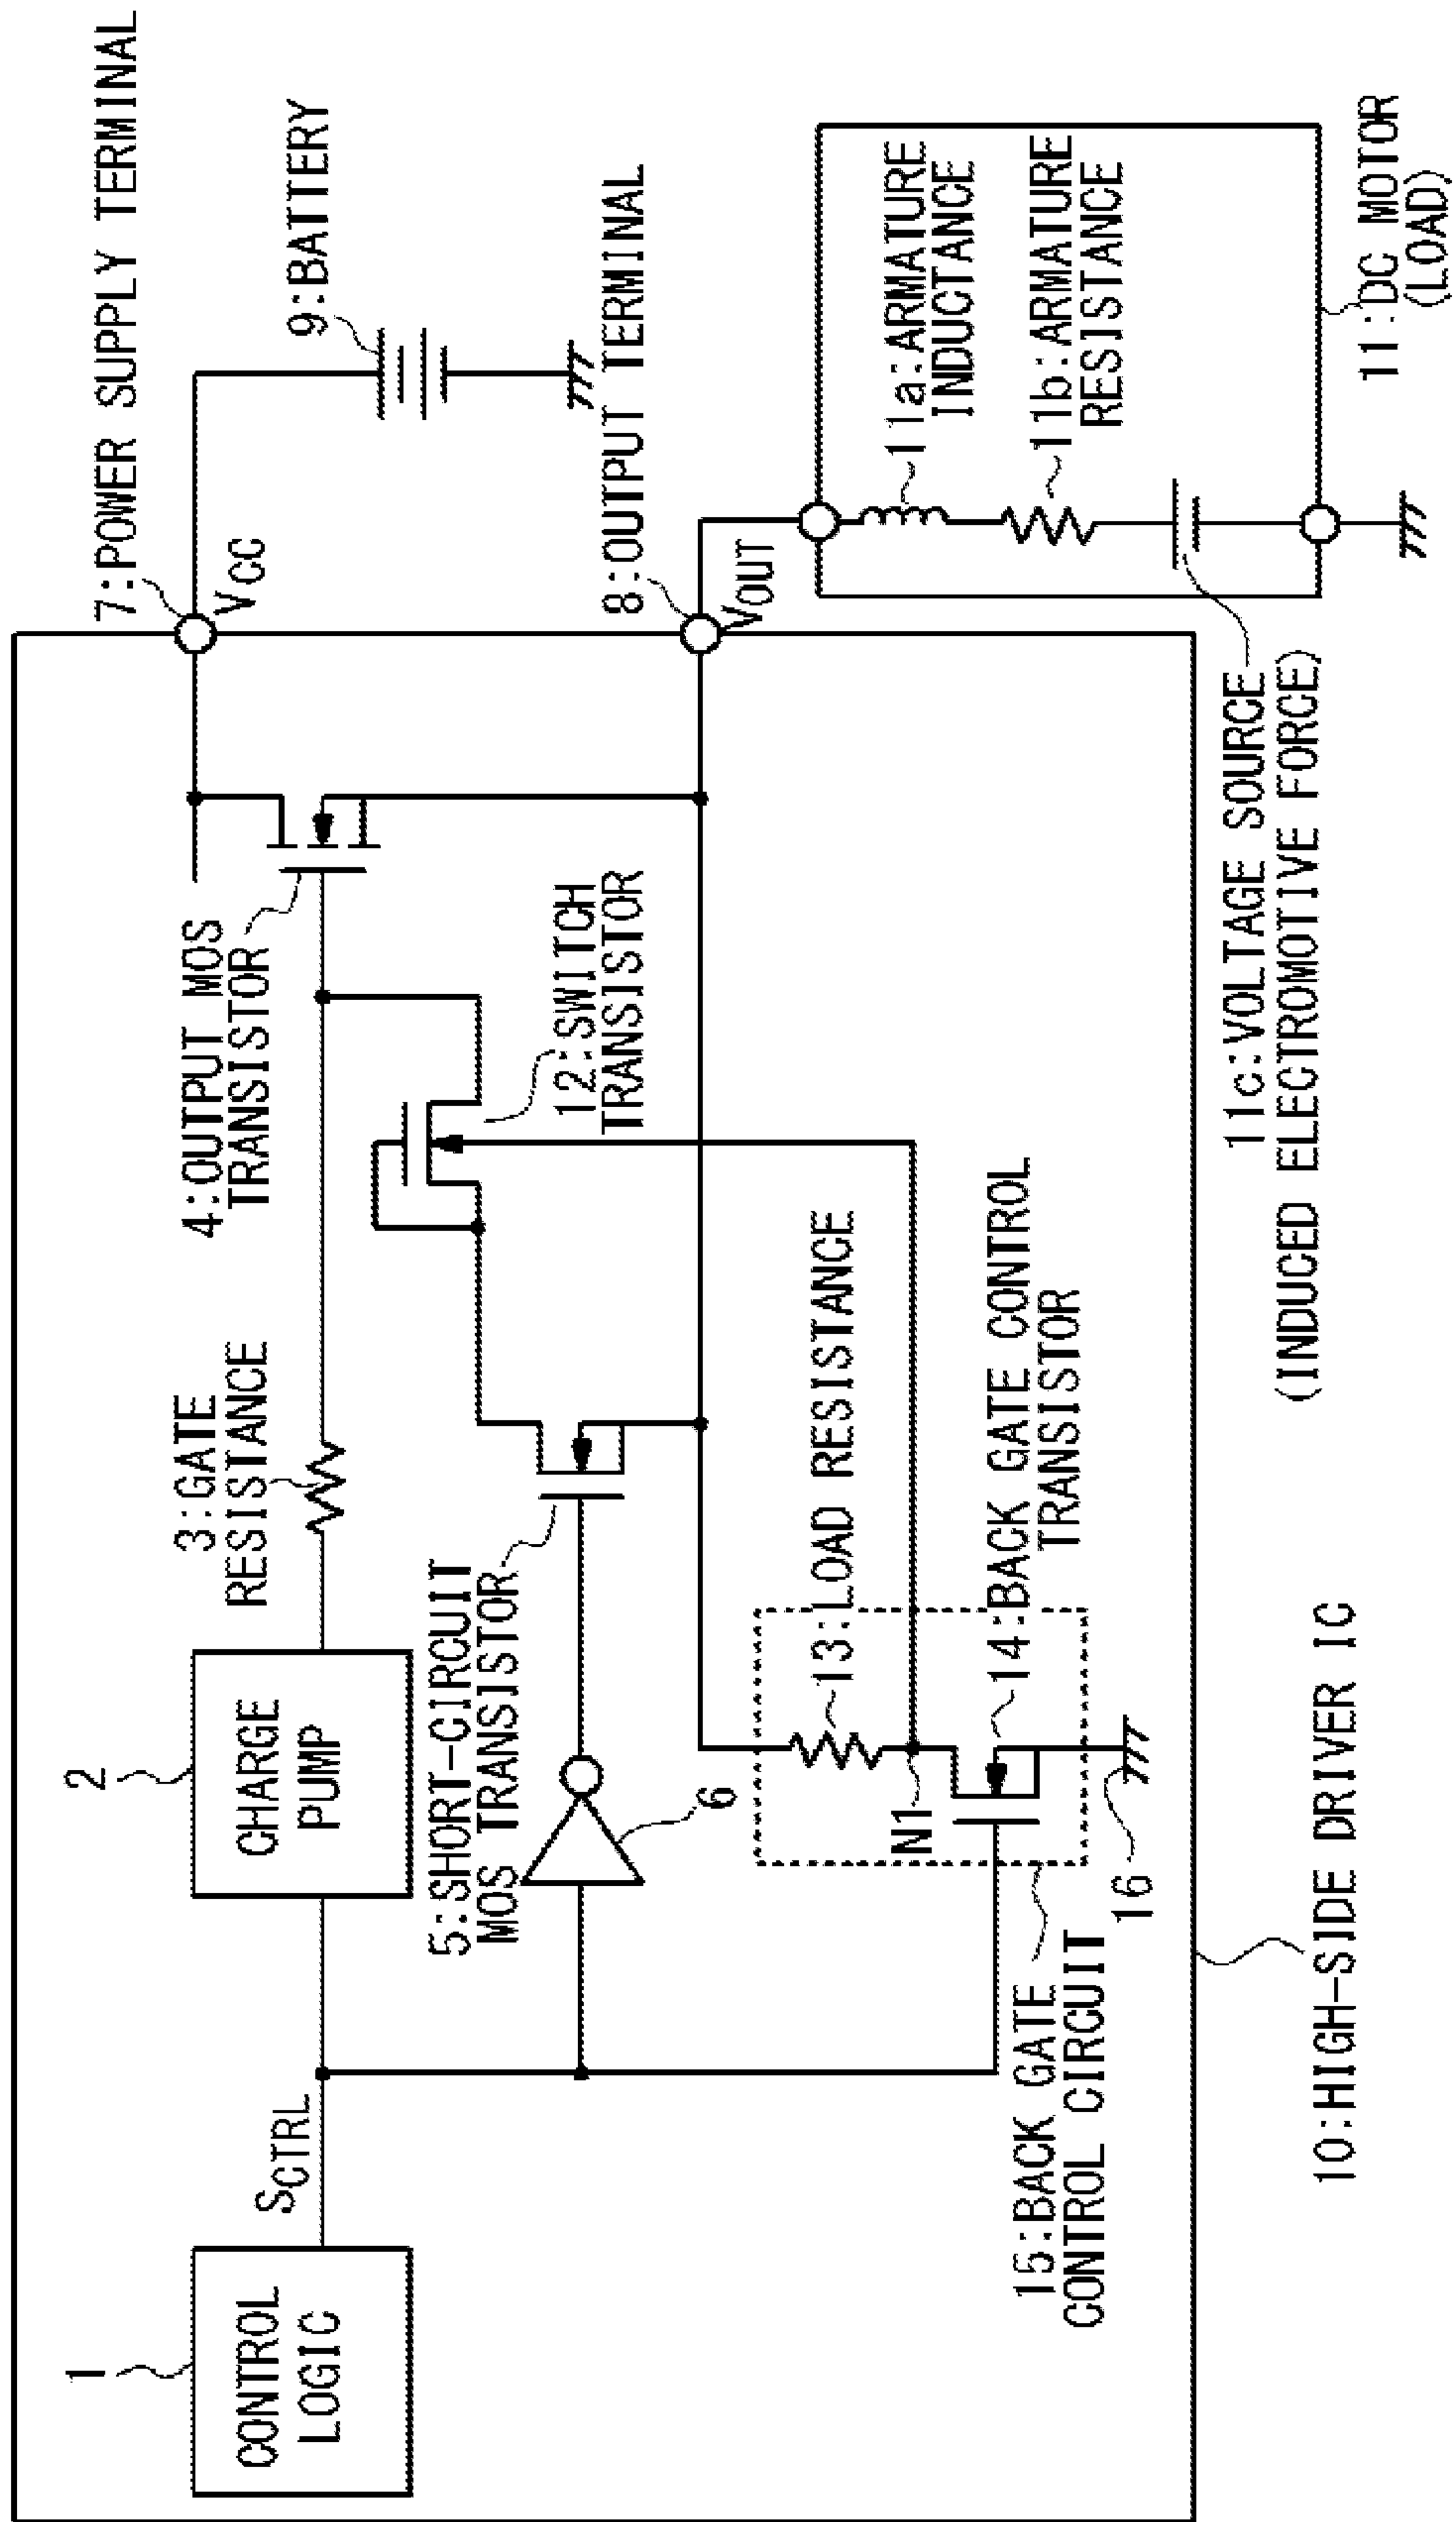 1
CONTROL
LOGIC
SCTRL
2
CHARGE
PUMP
3:GATE
RESISTANCE
4:OUTPUT MOS
TRANSISTOR
7:POWER SUPPLY TERMINAL
VCC
9:BATTERY
5:SHORT-CIRCUIT
MOS TRANSISTOR
6
12:SWITCH
TRANSISTOR
8:OUTPUT TERMINAL
VOUT
13:LOAD RESISTANCE
N1
14:BACK GATE CONTROL
TRANSISTOR
15:BACK GATE
CONTROL CIRCUIT
16
11a:ARMATURE
INDUCTANCE
11b:ARMATURE
RESISTANCE
11c:VOLTAGE SOURCE
(INDUCED ELECTROMOTIVE FORCE)
11:DC MOTOR
(LOAD)
10:HIGH-SIDE DRIVER IC